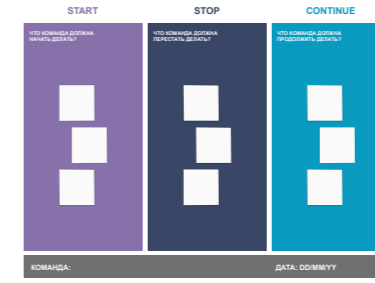 START
STOP
CONTINUE
ЧТО КОМАНДА ДОЛЖНА
НАЧАТЬ ДЕЛАТЬ?
ЧТО КОМАНДА ДОЛЖНА
ПЕРЕСТАТЬ ДЕЛАТЬ?
ЧТО КОМАНДА ДОЛЖНА
ПРОДОЛЖИТЬ ДЕЛАТЬ?
КОМАНДА:
ДАТА: DD/MM/YY